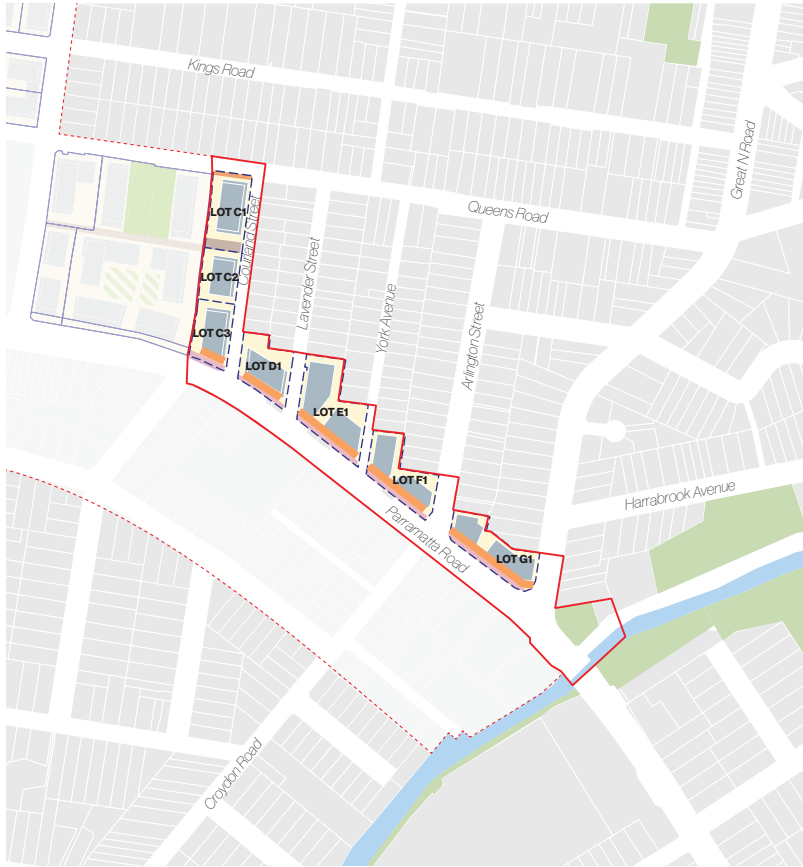 Kings Road
Great N Road
Queens Road
LOT C1
Courland Street
Lavender Street
LOT C2
York Avenue
Arlington Street
LOT C3
LOT D1
LOT E1
LOT F1
Harrabrook Avenue
Parramatta Road
LOT G1
Croydon Road